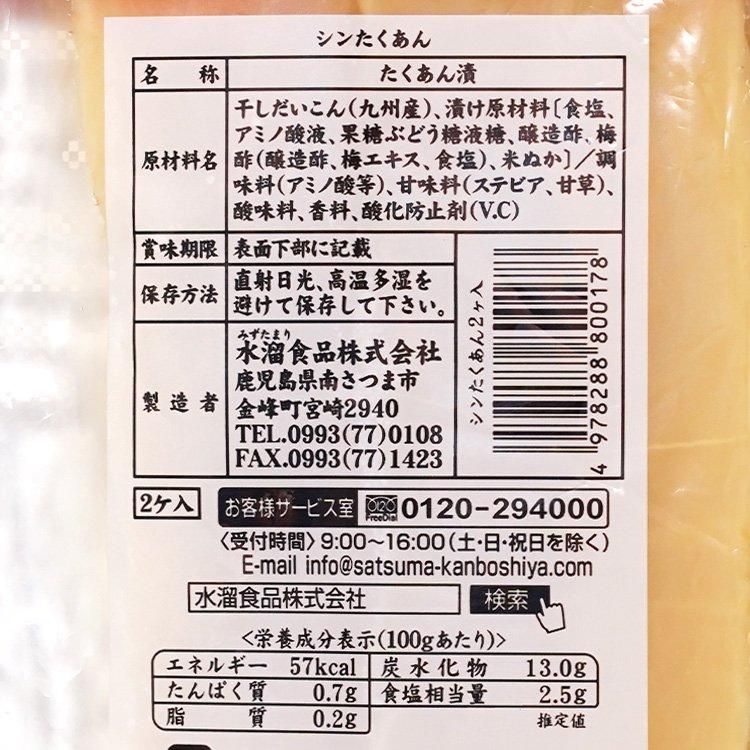 シンたくあん
名 称 たくあん漬
原材料名
干しだいこん(九州産)、漬け原材料〔食塩、
アミノ酸液、果糖ぶどう糖液糖、醸造酢、梅
酢(醸造酢、梅エキス、食塩)、米ぬか〕/調
味料(アミノ酸等)、甘味料(ステビア、甘草)、
酸味料、香料、酸化防止剤(V.C)
賞味期限 表面下部に記載
保存方法
直射日光、高温多湿を
避けて保存して下さい。
製造者
みずたまり
水溜食品株式会社
鹿児島県南さつま市
金峰町宮崎2940
TEL.0993(77)0108
FAX.0993(77)1423
シンたくあん2ヶ入
4 978288 800178
2ケ入 お客様サービス室 FreeDial 0120-294000
〈受付時間〉9:00~16:00(土・日・祝日を除く)
E-mail info@satsuma-kanboshiya.com
水溜食品株式会社 検索
<栄養成分表示(100gあたり)>
エネルギー 57kcal 炭水化物 13.0g
たんぱく質 0.7g 食塩相当量 2.5g
脂 質 0.2g 推定値